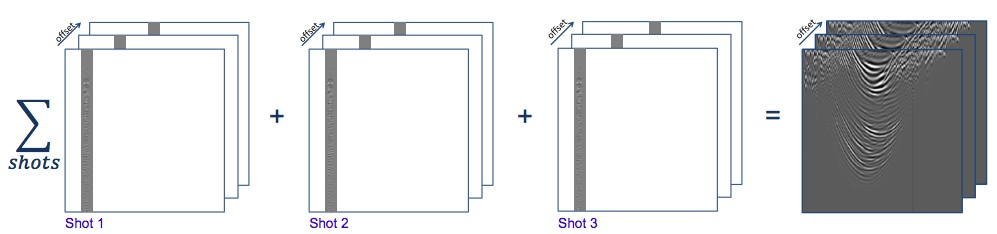 offset
offset
offset
offset
∑
shots
+
+
=
Shot 1
Shot 2
Shot 3